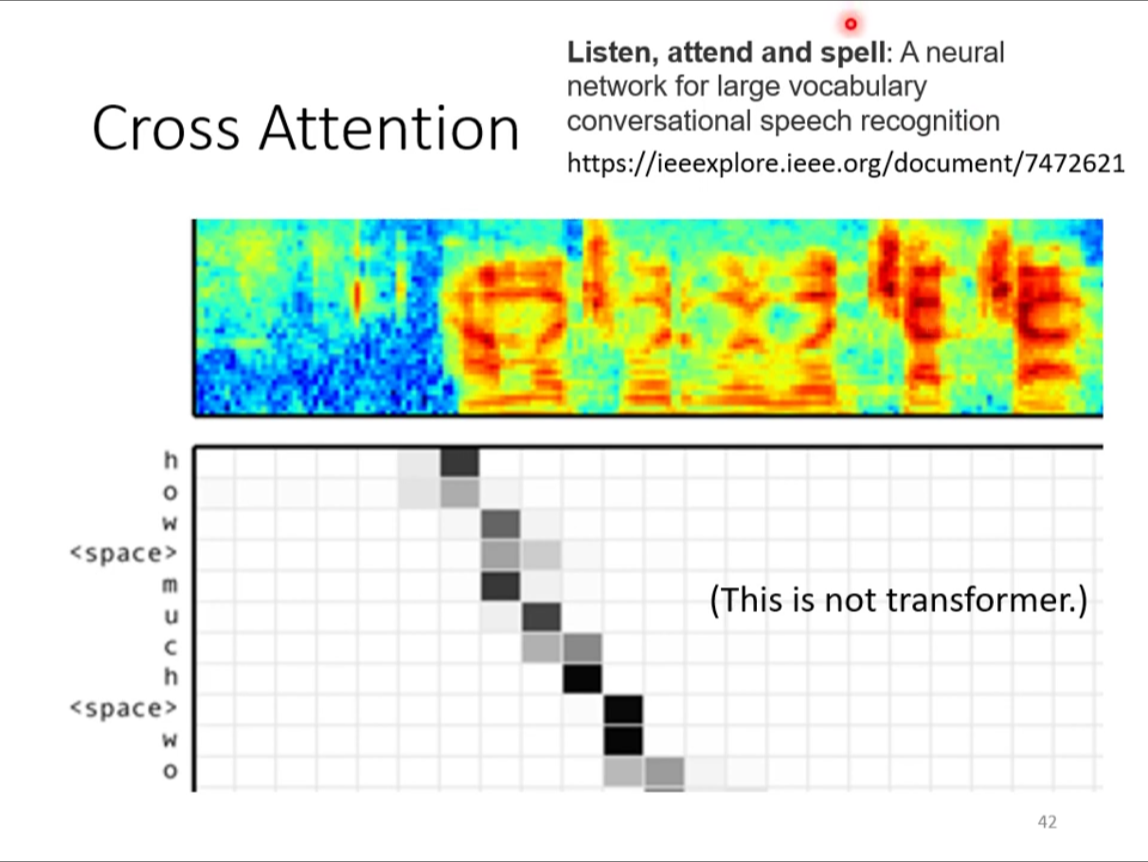 Cross Attention
Listen, attend and spell: A neural
network for large vocabulary
conversational speech recognition
https://ieeexplore.ieee.org/document/7472621
h
o
w
<space>
m
u
c
h
<space>
w
o
(This is not transformer.)
42